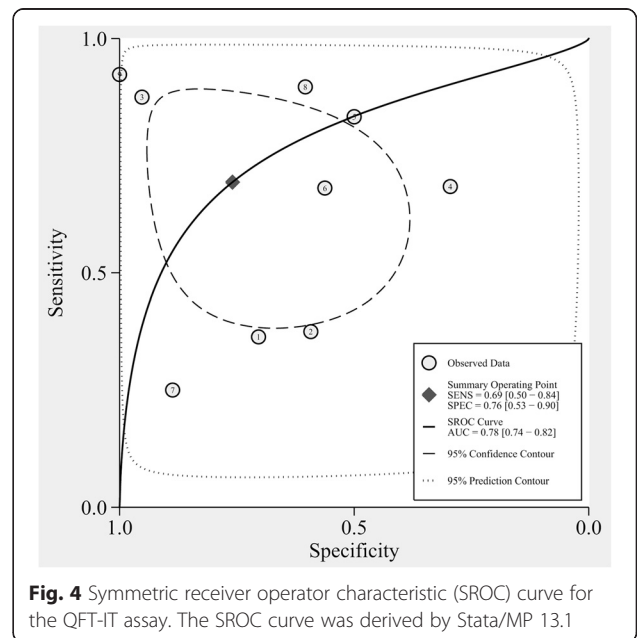 1.0
0.5
0.0
Sensitivity
1.0
0.5
0.0
Specificity
3
8
6
4
1
2
7
Observed Data
Summary Operating Point
SENS = 0.69 [0.50 − 0.84]
SPEC = 0.76 [0.53 − 0.90]
SROC Curve
AUC = 0.78 [0.74 − 0.82]
95% Confidence Contour
95% Prediction Contour
Fig. 4 Symmetric receiver operator characteristic (SROC) curve for
the QFT-IT assay. The SROC curve was derived by Stata/MP 13.1